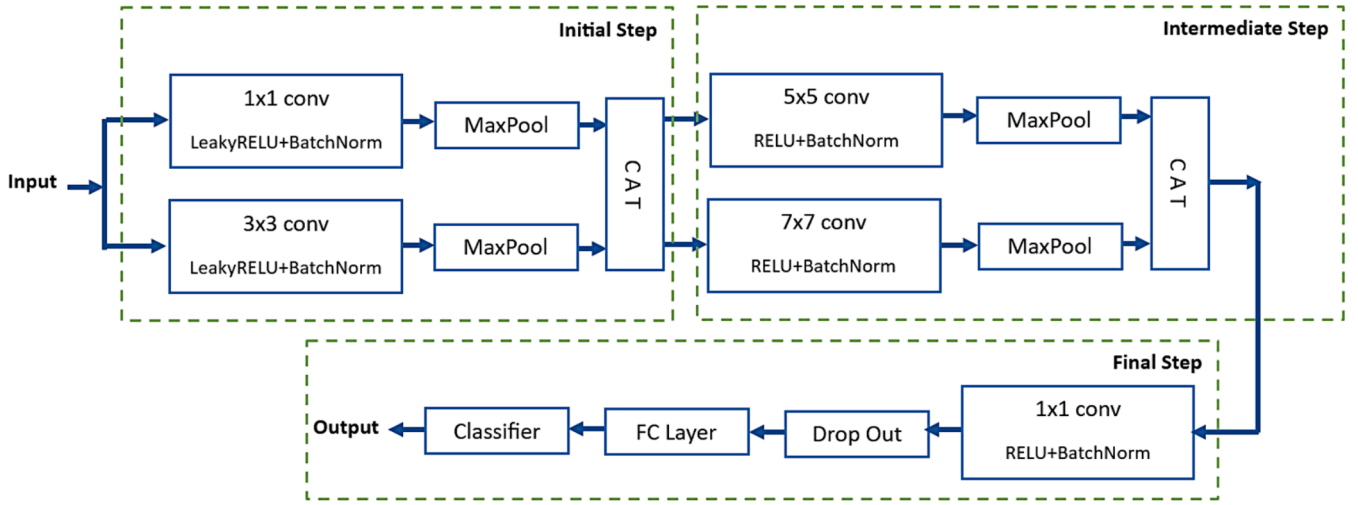 Initial Step
Intermediate Step
1x1 conv
LeakyRELU+BatchNorm
MaxPool
CAT
5x5 conv
RELU+BatchNorm
MaxPool
CAT
Input
3x3 conv
LeakyRELU+BatchNorm
MaxPool
7x7 conv
RELU+BatchNorm
MaxPool
Final Step
Output
Classifier
FC Layer
Drop Out
1x1 conv
RELU+BatchNorm